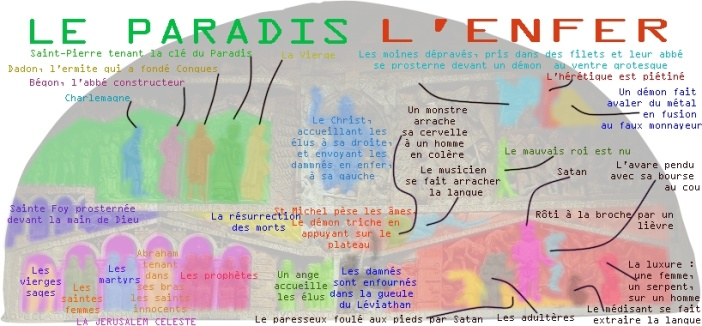 LE PARADIS L'ENFER
Saint-Pierre tenant la clé du Paradis
La Vierge
Dadon, l'ermite qui a fondé Conques
Bégon, l'abbé constructeur
Charlemagne
Les moines dépravés, pris dans des filets et leur abbé
se prosterne devant un démon au ventre grotesque
L'hérétique est piétiné
Un démon fait
avaler du métal
en fusion
au faux monnayeur
Le Christ,
accueillant les
élus à sa droite,
et envoyant les
damnnés en enfer,
à sa gauche
Un monstre
arrache
sa cervelle
à un homme
en colère
Le mauvais roi est nu
Le musicien
se fait arracher
la langue
Satan
L'avare pendu
avec sa bourse
au cou
Sainte Foy prosternée
devant la main de Dieu
La résurrection
des morts
St Michel pèse les âmes,
Le démon triche en
appuyant sur le
plateau
Rôti à la broche par un
lièvre
Les
vierges
sages
Les
saintes
femmes
Les
martyrs
Abraham
tenant
dans
ses bras
les saints
innocents
Les prophètes
Un ange
accueille
les élus
Les damnés
sont enfournés
dans la gueule
du Léviathan
La luxure :
une femme,
un serpent,
sur un homme
LA JERUSALEM CELESTE
Le paresseux foulé aux pieds par Satan
Les adultères
Le médisant se fait
extraire la langue